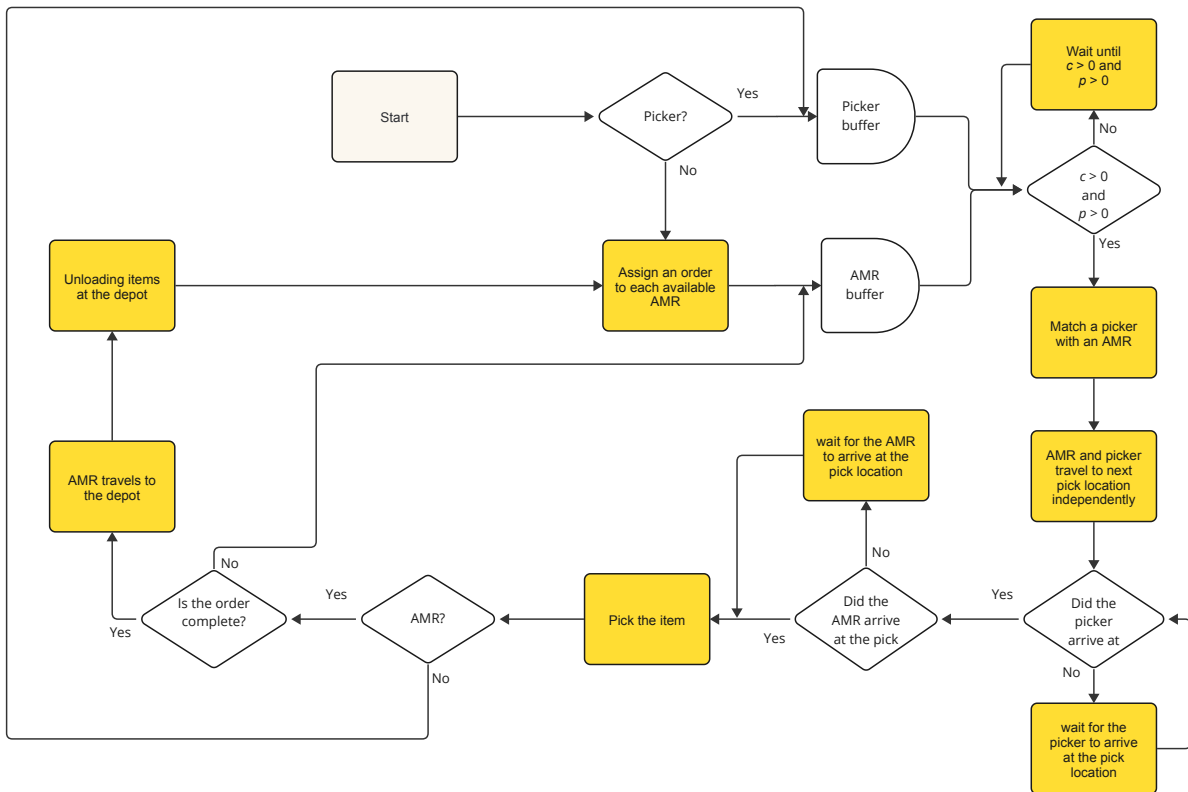 Start
Picker?
Yes
No
Picker
buffer
Wait until
c > 0 and
p > 0
No
c > 0
and
p > 0
Yes
Unloading items
at the depot
Assign an order
to each available
AMR
AMR
buffer
Match a picker
with an AMR
AMR and picker
travel to next
pick location
independently
wait for the AMR
to arrive at the
pick location
No
AMR travels to
the depot
No
Is the order
complete?
Yes
Yes
AMR?
No
Pick the item
Yes
Did the
AMR arrive
at the pick
Yes
Did the
picker
arrive at
No
wait for the
picker to arrive
at the pick
location